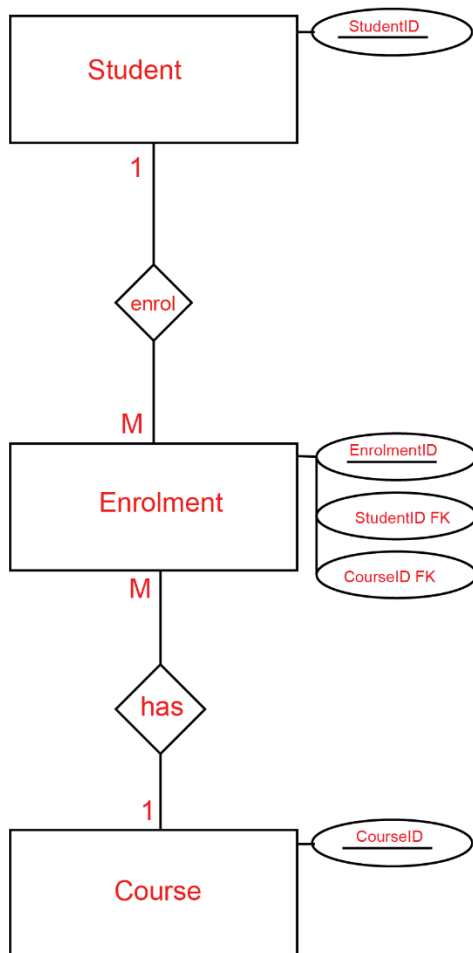 StudentID
Student
1
enrol
M
EnrolmentID
Enrolment
StudentID FK
CourseID FK
M
has
1
CourseID
Course